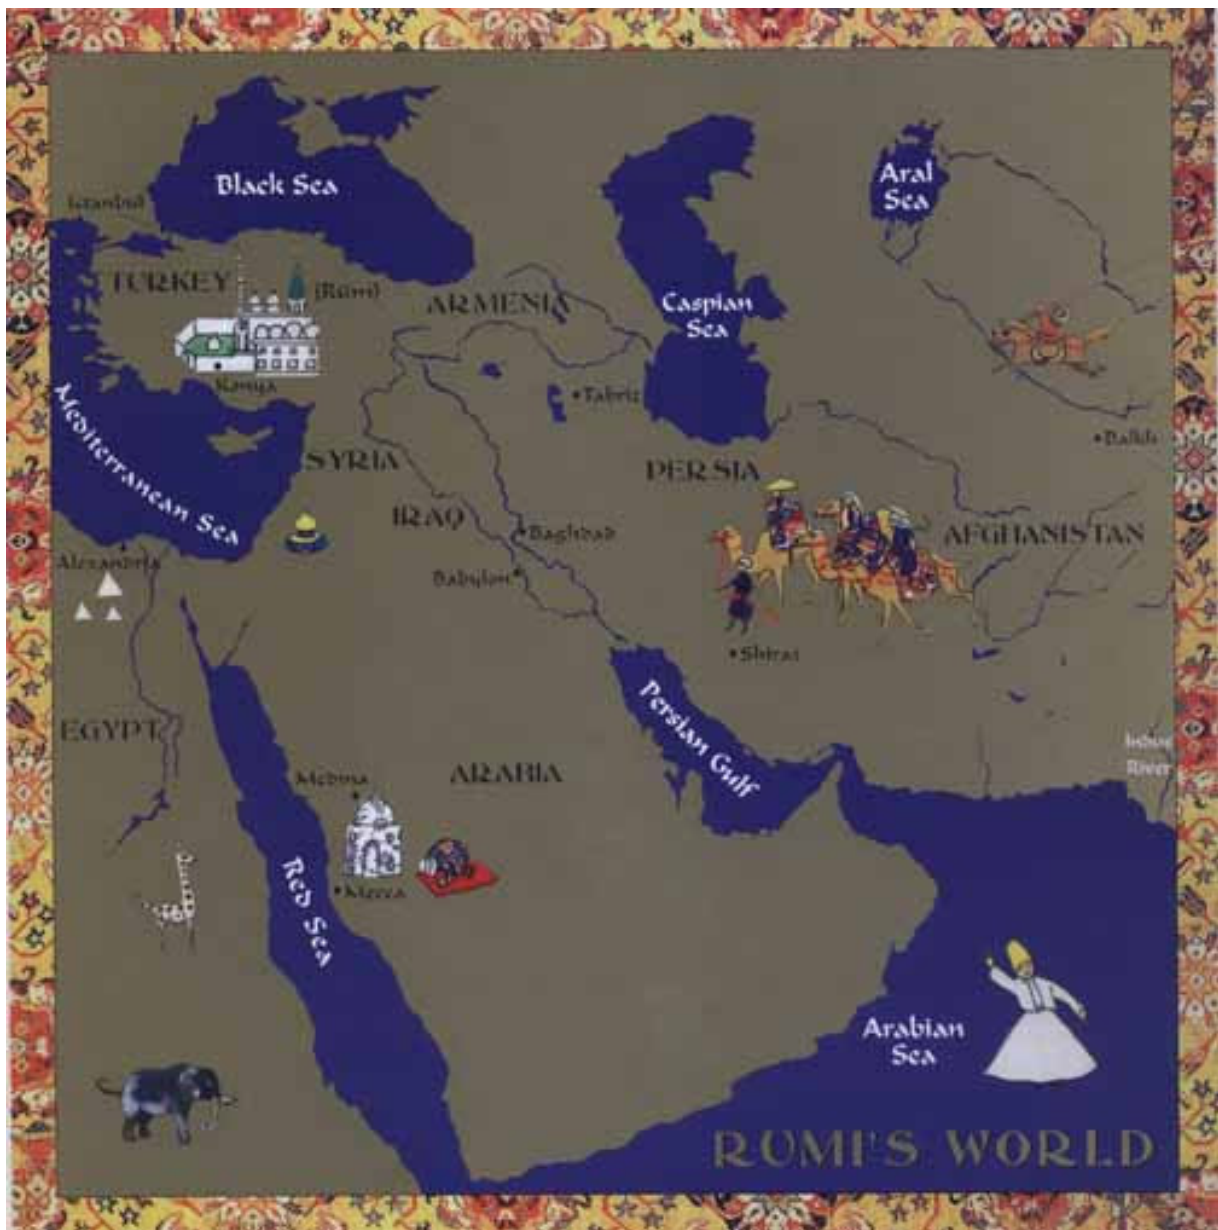 Black Sea
Aral
Sea
Istanbul
TURKEY
(Rūm)
ARMENIA
Caspian
Sea
Konya
Tabriz
Mediterranean Sea
Balkh
SYRIA
PERSIA
IRAQ
Baghdad
AFGHANISTAN
Alexandria
Babylon
Shiraz
Persian Gulf
EGYPT
Indus
River
Medina
ARABIA
Red Sea
Mecca
Arabian
Sea
RUMI'S WORLD